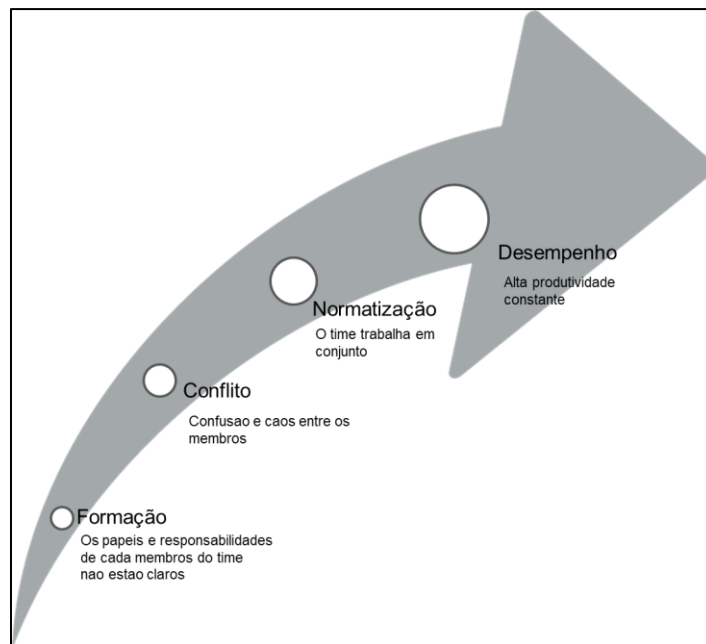 Desempenho
Alta produtividade
constante
Normatização
O time trabalha em
conjunto
Conflito
Confusao e caos entre os
membros
Formação
Os papeis e responsabilidades
de cada membros do time
nao estao claros